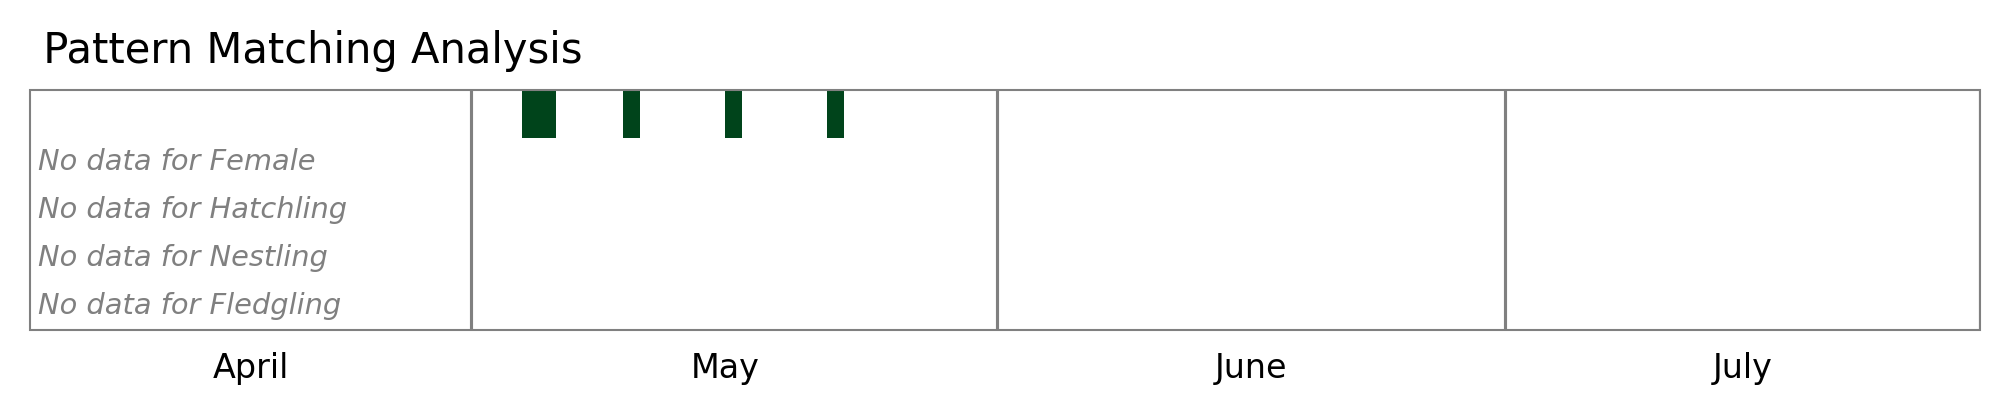 Pattern Matching Analysis
No data for Female
No data for Hatchling
No data for Nestling
No data for Fledgling
April May June July